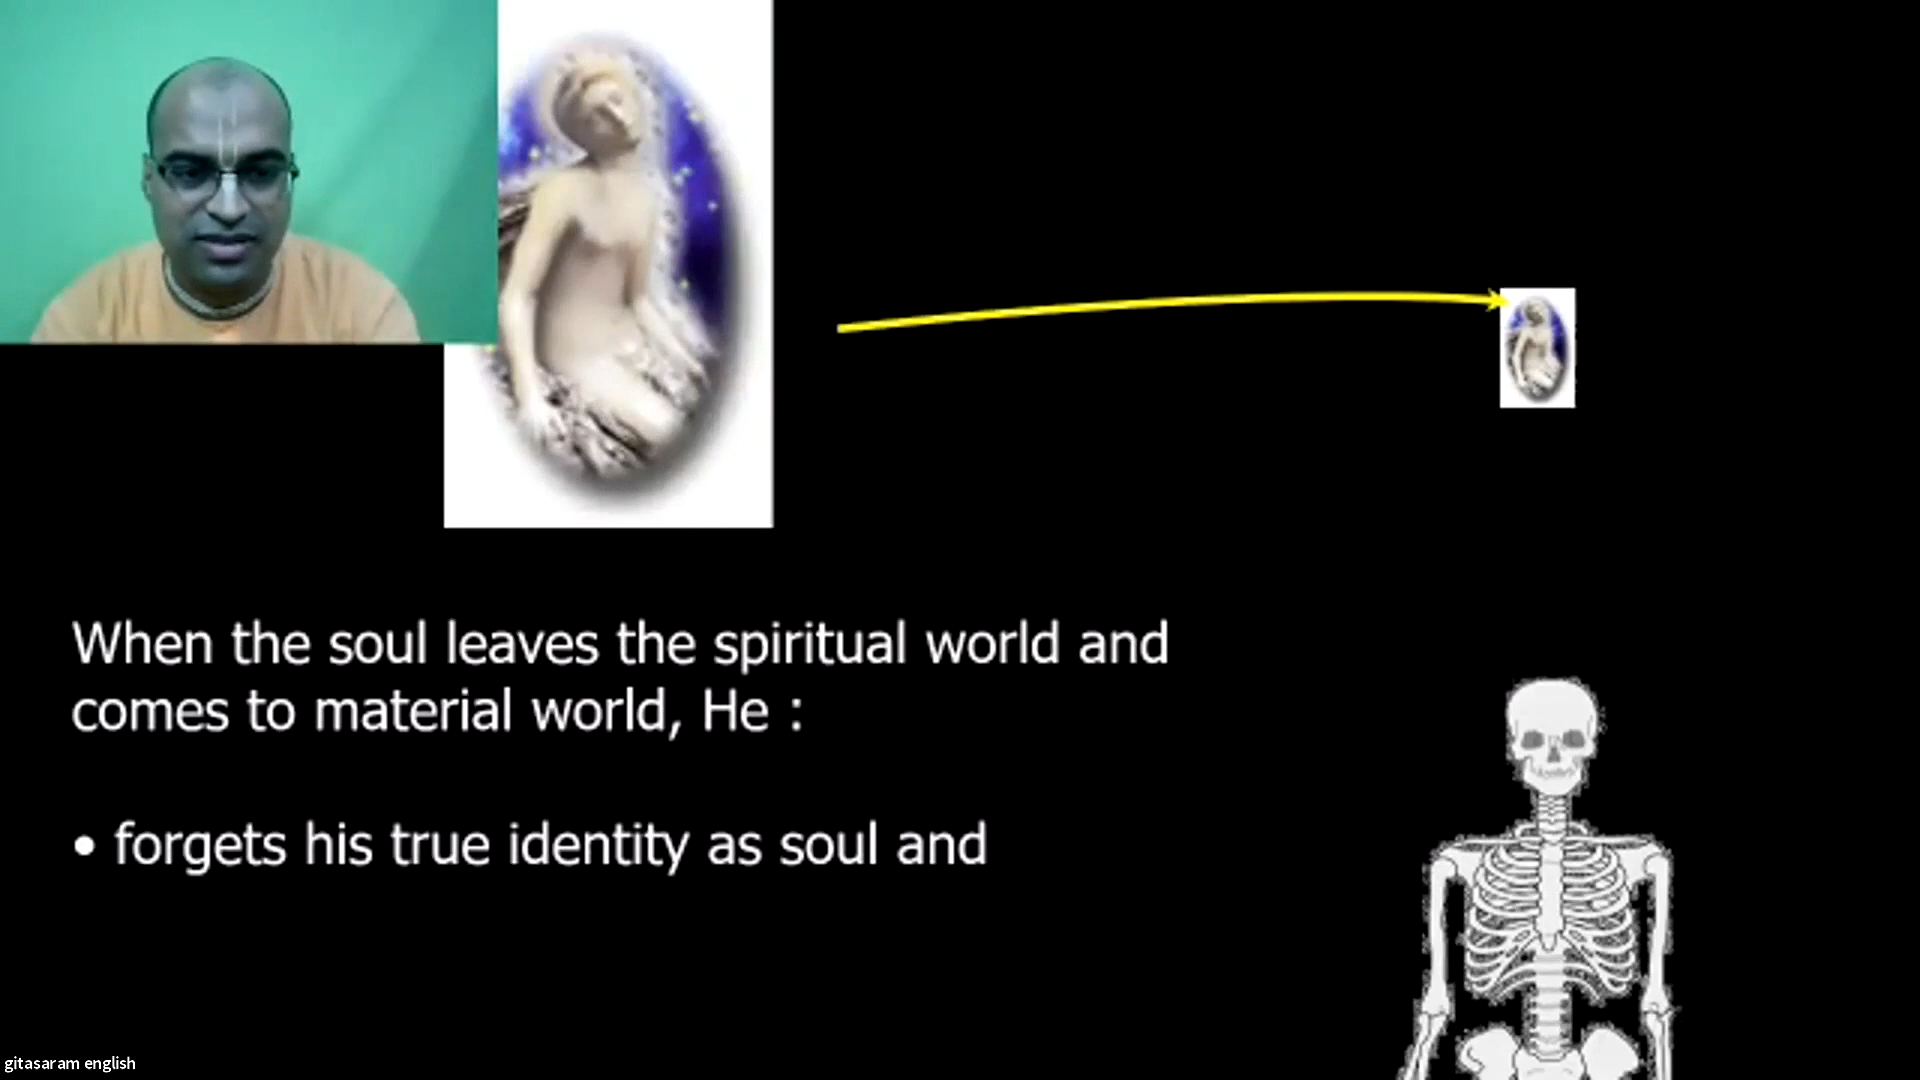 When the soul leaves the spiritual world and
comes to material world, He :
• forgets his true identity as soul and
gitasaram english